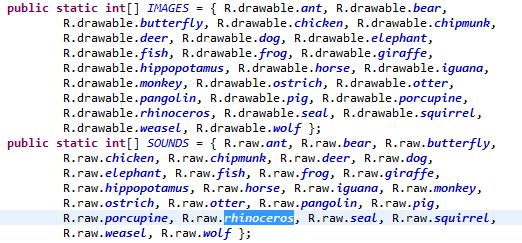 public static int[] IMAGES = { R.drawable.ant, R.drawable.bear,
R.drawable.butterfly, R.drawable.chicken, R.drawable.chipmunk,
R.drawable.deer, R.drawable.dog, R.drawable.elephant,
R.drawable.fish, R.drawable.frog, R.drawable.giraffe,
R.drawable.hippopotamus, R.drawable.horse, R.drawable.iguana,
R.drawable.monkey, R.drawable.ostrich, R.drawable.otter,
R.drawable.pangolin, R.drawable.pig, R.drawable.porcupine,
R.drawable.rhinoceros, R.drawable.seal, R.drawable.squirrel,
R.drawable.weasel, R.drawable.wolf };
public static int[] SOUNDS = { R.raw.ant, R.raw.bear, R.raw.butterfly,
R.raw.chicken, R.raw.chipmunk, R.raw.deer, R.raw.dog,
R.raw.elephant, R.raw.fish, R.raw.frog, R.raw.giraffe,
R.raw.hippopotamus, R.raw.horse, R.raw.iguana, R.raw.monkey,
R.raw.ostrich, R.raw.otter, R.raw.pangolin, R.raw.pig,
R.raw.porcupine, R.raw.rhinoceros, R.raw.seal, R.raw.squirrel,
R.raw.weasel, R.raw.wolf };